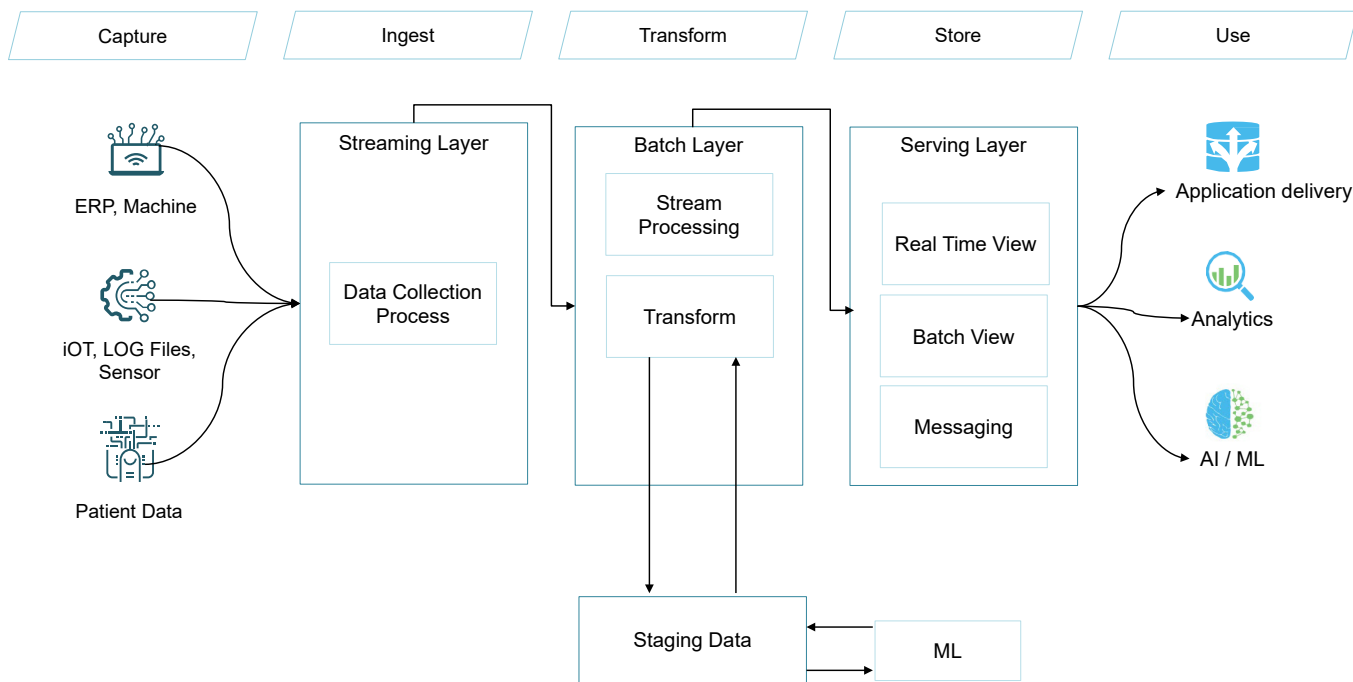 Capture
Ingest
Transform
Store
Use
ERP, Machine
iOT, LOG Files,
Sensor
Patient Data
Streaming Layer
Data Collection
Process
Batch Layer
Stream
Processing
Transform
Serving Layer
Real Time View
Batch View
Messaging
Application delivery
Analytics
AI / ML
Staging Data
ML